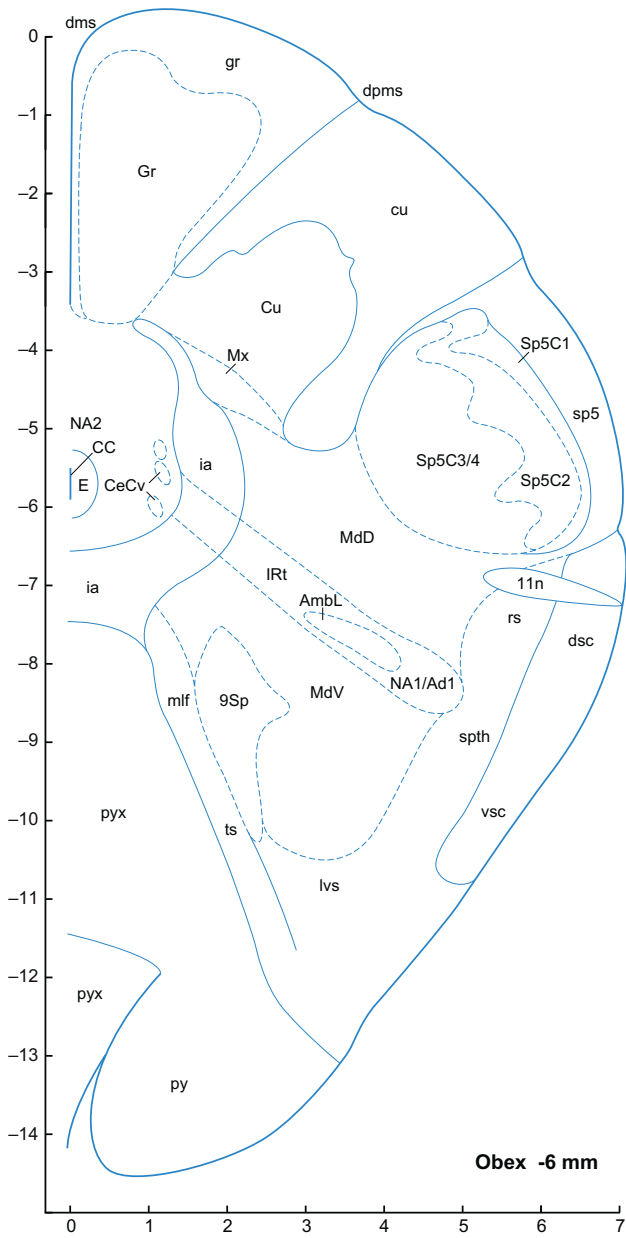 dms
0
gr
dpms
–1
Gr
–2
cu
–3
Cu
Sp5C1
Mx
–4
sp5
NA2
–5
CC
ia
Sp5C3/4
E
CeCv
Sp5C2
–6
MdD
IRt
ia
11n
–7
AmbL
rs
dsc
–8
NA1/Ad1
mlf
9Sp
MdV
spth
–9
pyx
vsc
–10
ts
lvs
–11
–12
pyx
–13
py
–14
Obex -6 mm
0 1 2 3 4 5 6 7